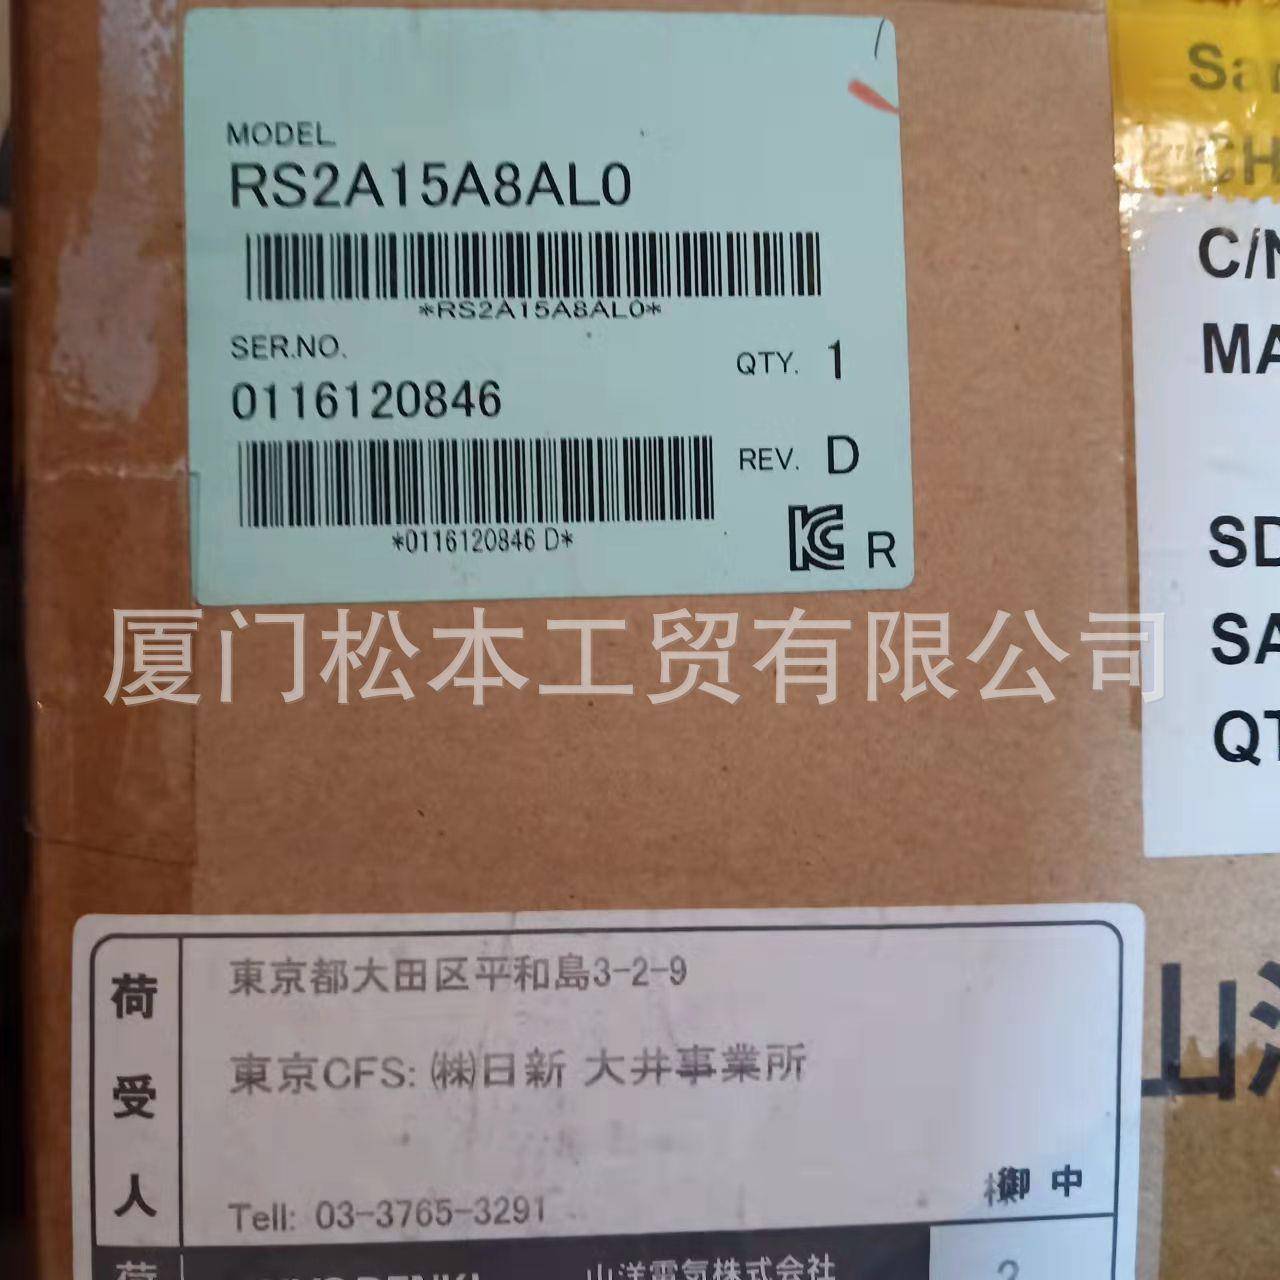 MODEL
RS2A15A8AL0
*RS2A15A8AL0*
SER.NO.
0116120846
QTY. 1
REV. D
*0116120846 D*
R
C/N
MA
SD
SA
QT
厦门松本工贸有限公司
荷受人
東京都大田区平和島3-2-9
東京CFS: ㈱日新 大井事業所
Tell: 03-3765-3291
御中
山洋電気株式会社
山洋